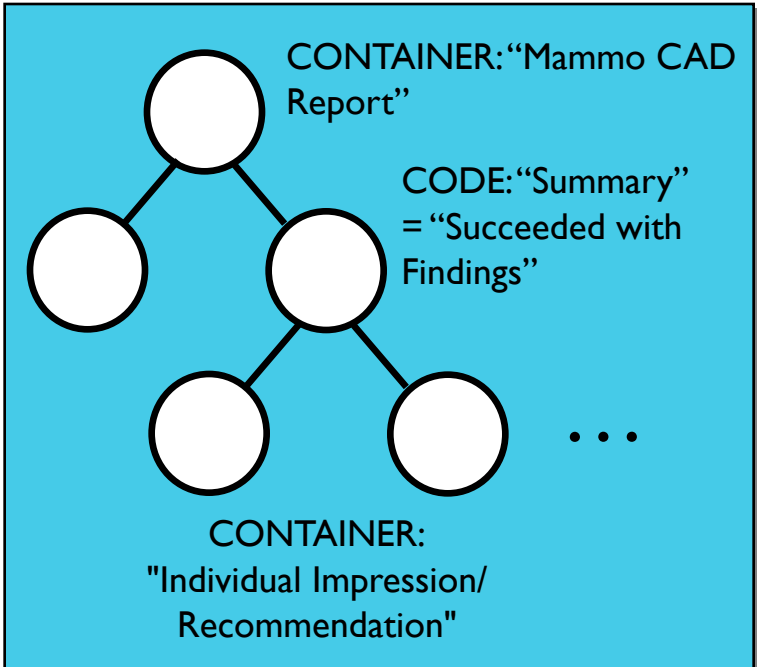 CONTAINER: “Mammo CAD
Report”
CODE: “Summary”
= “Succeeded with
Findings”
. . .
CONTAINER:
"Individual Impression/
Recommendation"